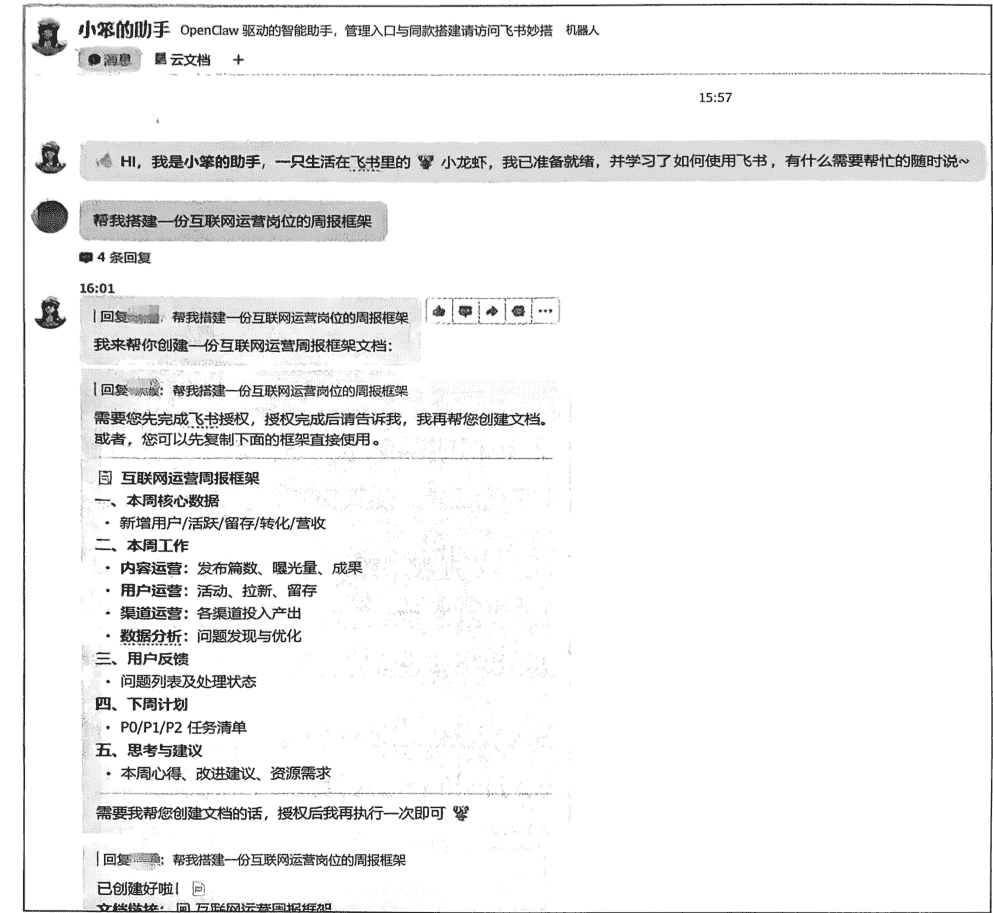 小笨的助手 OpenClaw 驱动的智能助手，管理入口与同款搭建请访问飞书妙搭 机器人
消息 云文档 +
15:57
HI，我是小笨的助手，一只生活在飞书里的 小龙虾，我已准备就绪，并学习了如何使用飞书，有什么需要帮忙的随时说~
帮我搭建一份互联网运营岗位的周报框架
4 条回复
16:01
回复 ：帮我搭建一份互联网运营岗位的周报框架
我来帮你创建一份互联网运营周报框架文档：
回复 ：帮我搭建一份互联网运营岗位的周报框架
需要您先完成飞书授权，授权完成后请告诉我，我再帮您创建文档。
或者，您可以先复制下面的框架直接使用。
互联网运营周报框架
一、本周核心数据
· 新增用户/活跃/留存/转化/营收
二、本周工作
· 内容运营：发布篇数、曝光量、成果
· 用户运营：活动、拉新、留存
· 渠道运营：各渠道投入产出
· 数据分析：问题发现与优化
三、用户反馈
· 问题列表及处理状态
四、下周计划
· P0/P1/P2 任务清单
五、思考与建议
· 本周心得、改进建议、资源需求
需要我帮您创建文档的话，授权后我再执行一次即可
回复 ：帮我搭建一份互联网运营岗位的周报框架
已创建好啦！
文档链接： 互联网运营周报框架